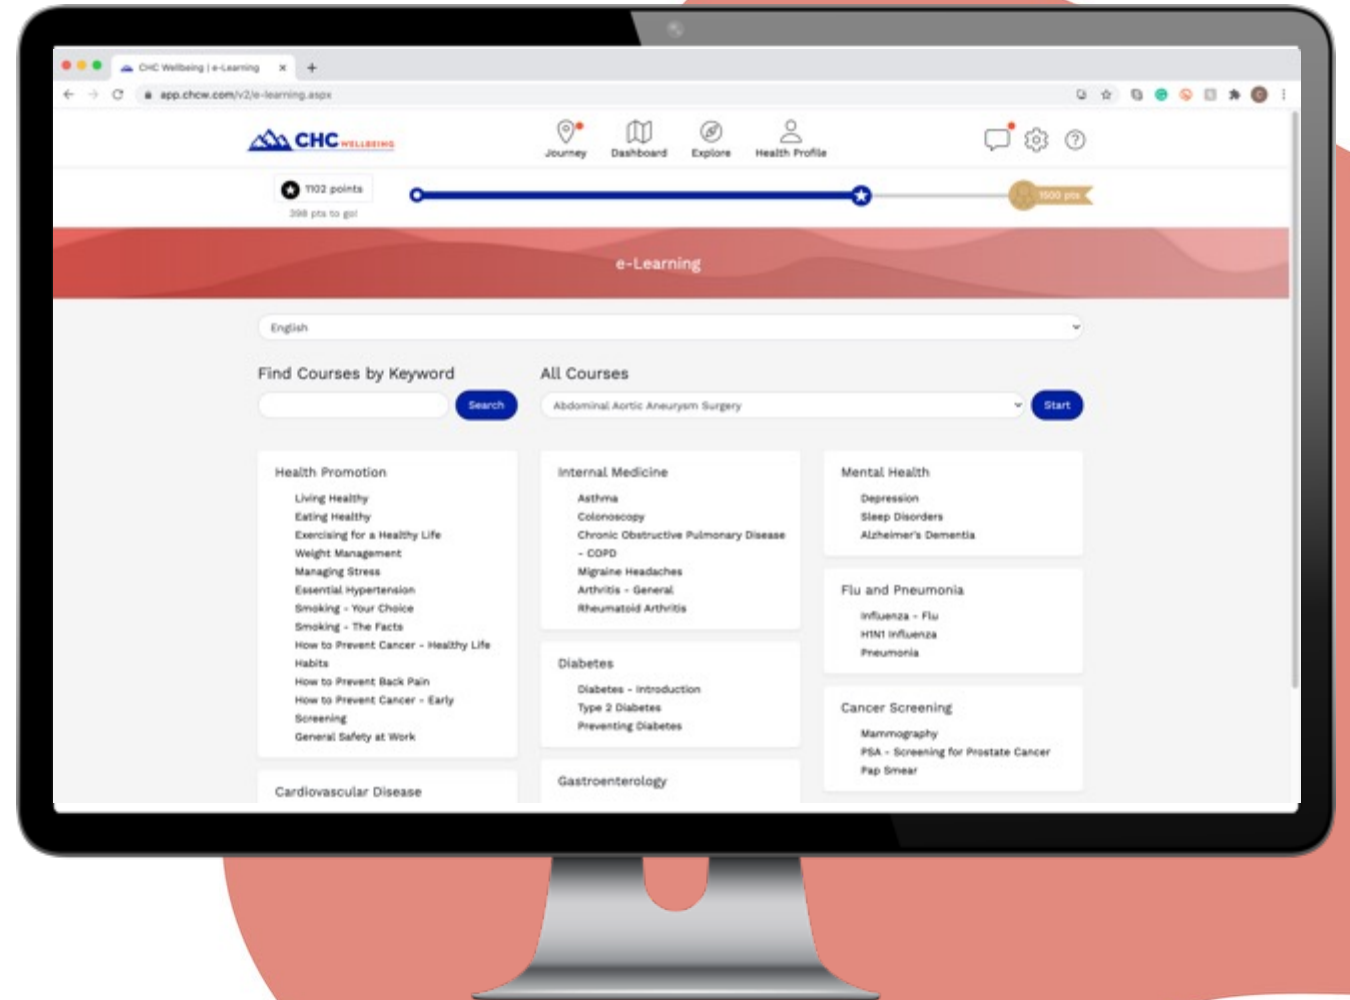 CHC Wellbeing | e-Learning
app.chcw.com/v2/e-learning.aspx
CHC WELLBEING
Journey
Dashboard
Explore
Health Profile
1102 points
398 pts to go!
1500 pts
e-Learning
English
Find Courses by Keyword
Search
All Courses
Abdominal Aortic Aneurysm Surgery
Start
Health Promotion
Living Healthy
Eating Healthy
Exercising for a Healthy Life
Weight Management
Managing Stress
Essential Hypertension
Smoking - Your Choice
Smoking - The Facts
How to Prevent Cancer - Healthy Life
Habits
How to Prevent Back Pain
How to Prevent Cancer - Early
Screening
General Safety at Work
Cardiovascular Disease
Internal Medicine
Asthma
Colonoscopy
Chronic Obstructive Pulmonary Disease
- COPD
Migraine Headaches
Arthritis - General
Rheumatoid Arthritis
Diabetes
Diabetes - Introduction
Type 2 Diabetes
Preventing Diabetes
Gastroenterology
Mental Health
Depression
Sleep Disorders
Alzheimer's Dementia
Flu and Pneumonia
Influenza - Flu
H1N1 Influenza
Pneumonia
Cancer Screening
Mammography
PSA - Screening for Prostate Cancer
Pap Smear